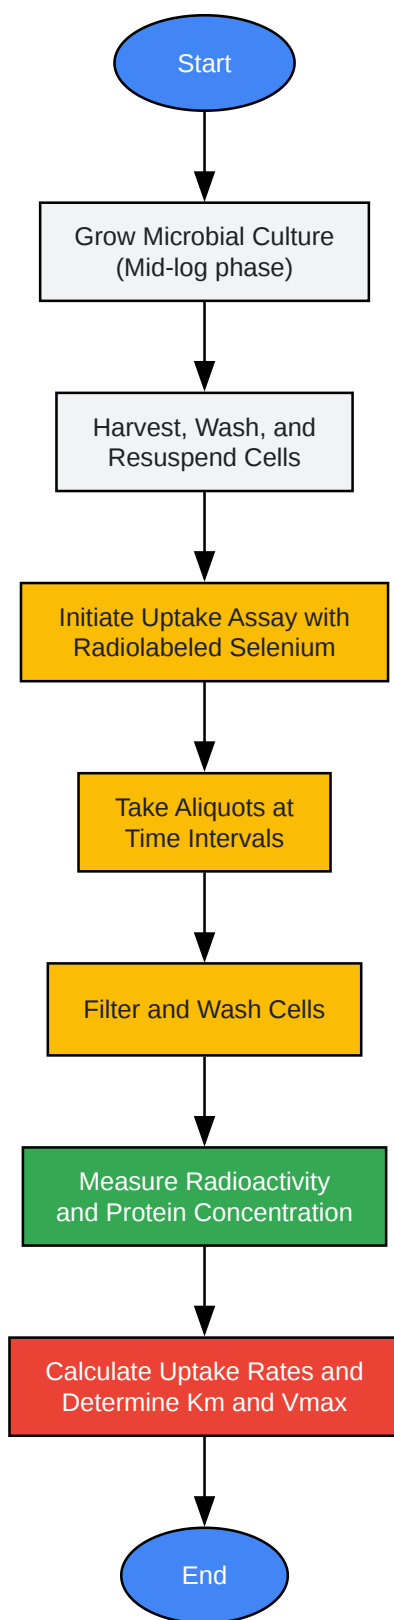 Start
Grow Microbial Culture
(Mid-log phase)
Harvest, Wash, and
Resuspend Cells
Initiate Uptake Assay with
Radiolabeled Selenium
Take Aliquots at
Time Intervals
Filter and Wash Cells
Measure Radioactivity
and Protein Concentration
Calculate Uptake Rates and
Determine Km and Vmax
End